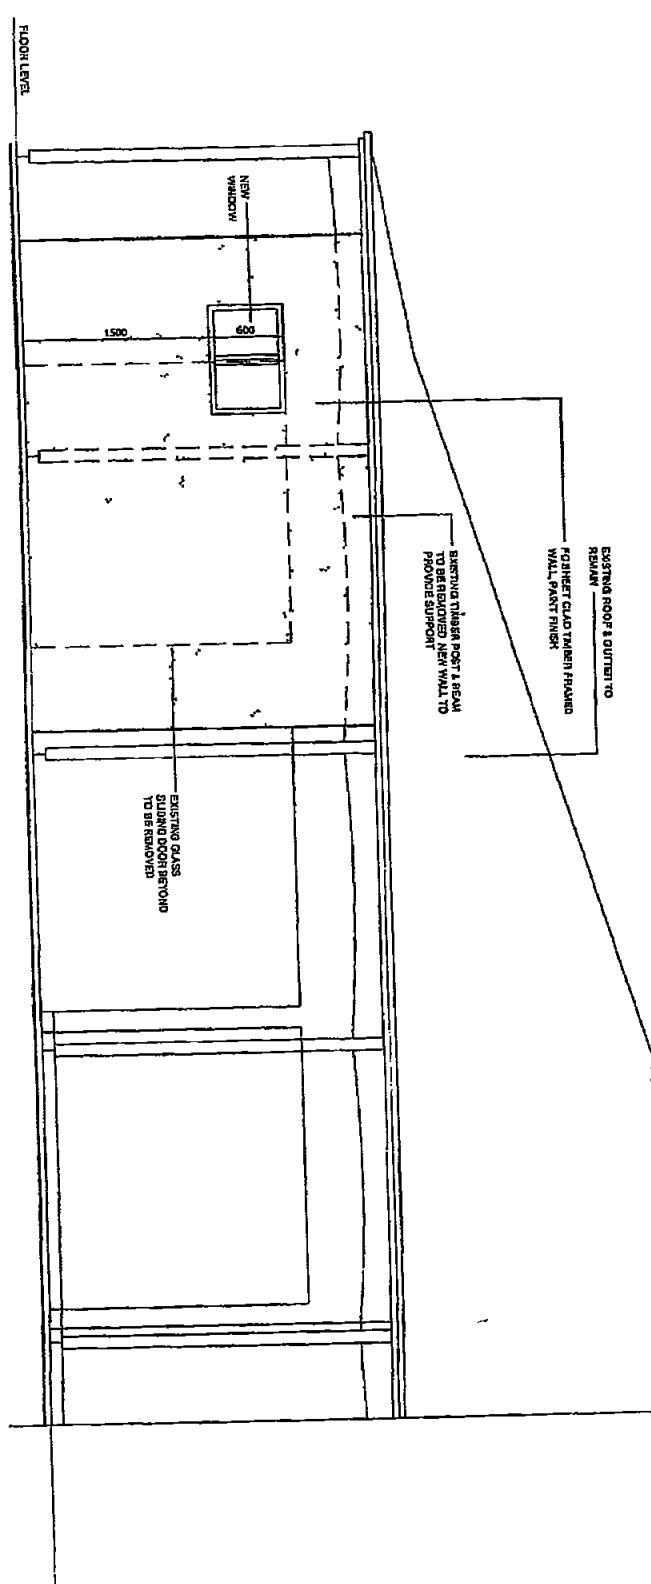 FLOOR LEVEL
NEW
WINDOW
1500
600
EXISTING ROOF & GUTTER TO
REMAIN
FC SHEET CLAD TIMBER FRAMED
WALL, PAINT FINISH
EXISTING TIMBER POST & BEAM
TO BE REMOVED NEW WALL TO
PROVIDE SUPPORT
EXISTING GLASS
SLIDING DOOR BEYOND
TO BE REMOVED